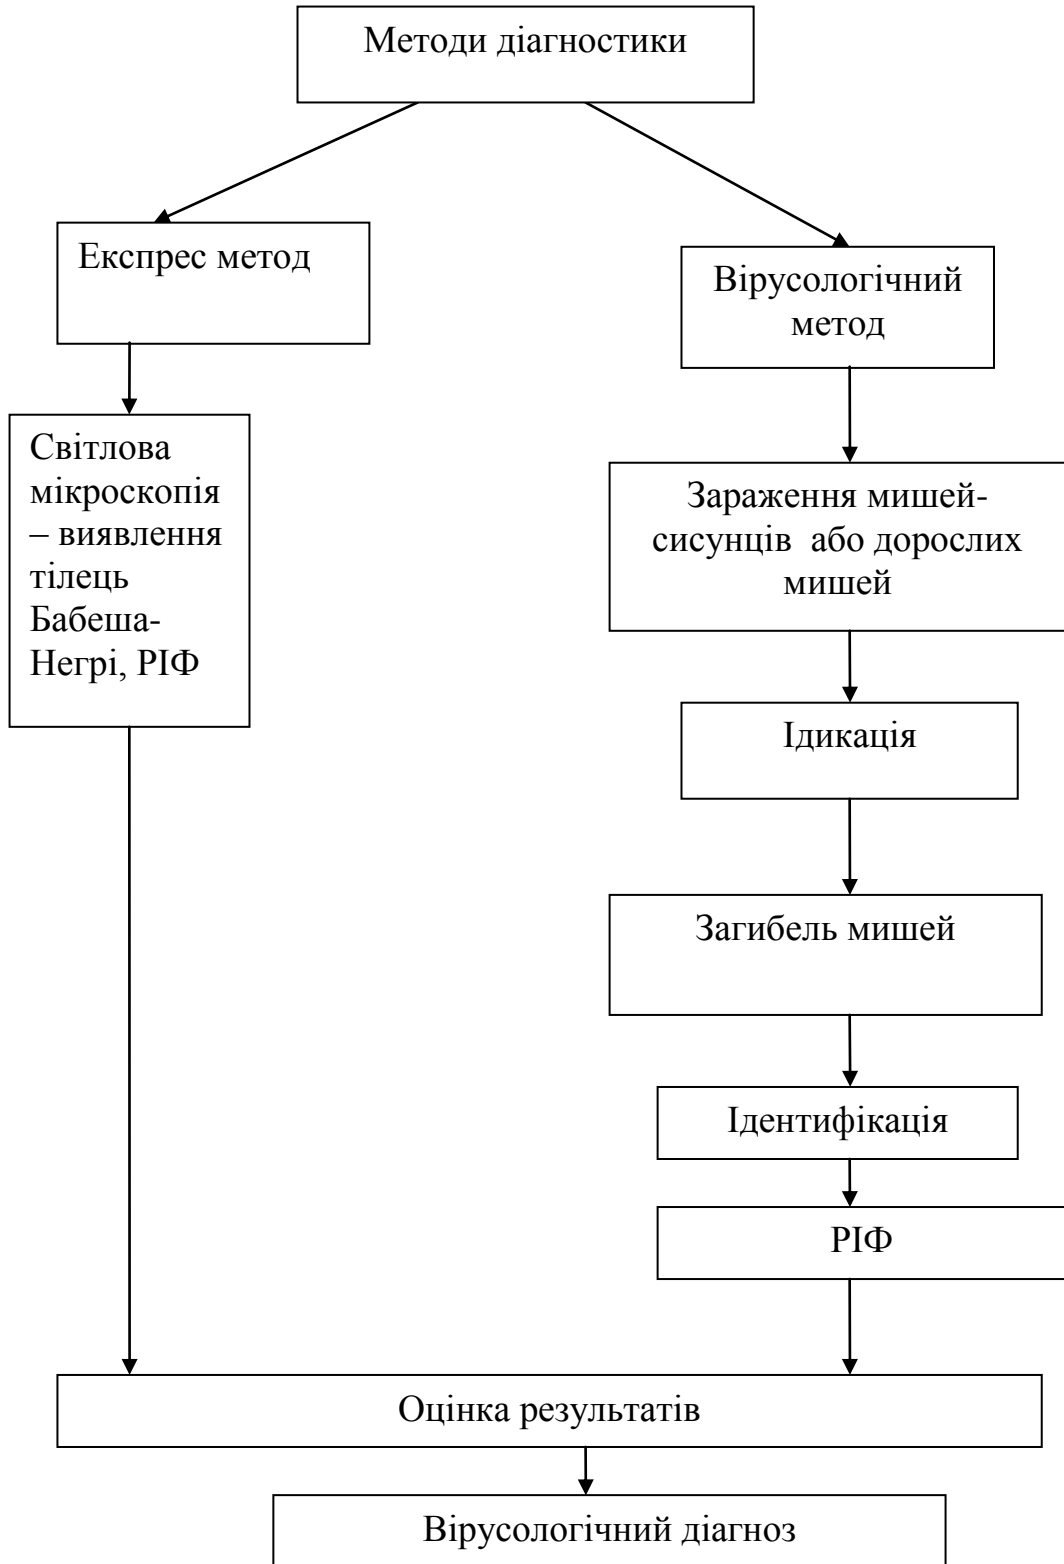 Методи діагностики
Експрес метод
Вірусологічний
метод
Світлова
мікроскопія
– виявлення
тілець
Бабеша-
Негрі, РІФ
Зараження мишей-
сисунців або дорослих
мишей
Ідикація
Загибель мишей
Ідентифікація
РІФ
Оцінка результатів
Вірусологічний діагноз